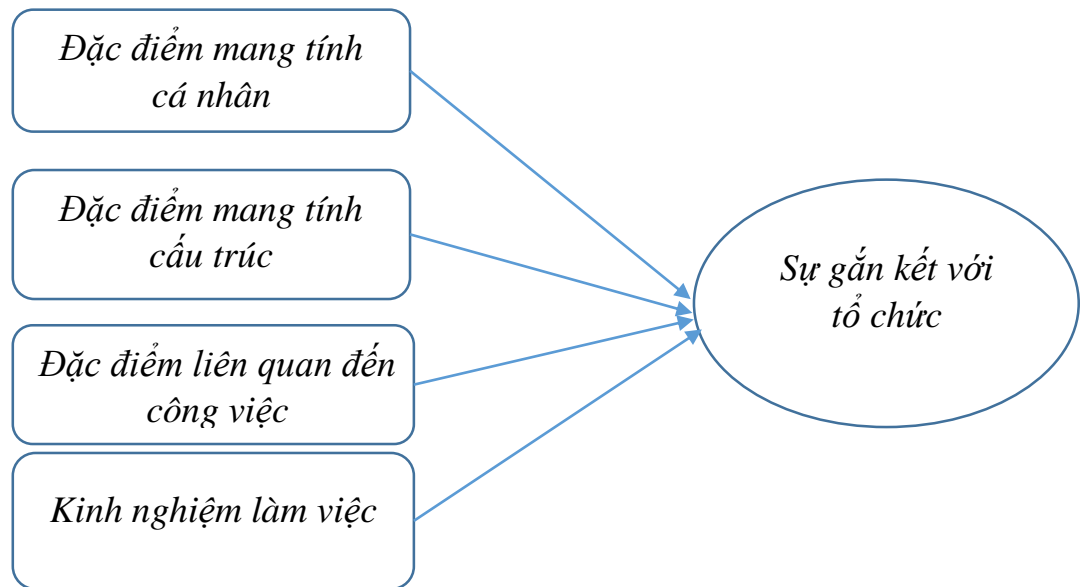 Đặc điểm mang tính
cá nhân
Đặc điểm mang tính
cấu trúc
Đặc điểm liên quan đến
công việc
Kinh nghiệm làm việc
Sự gắn kết với
tổ chức